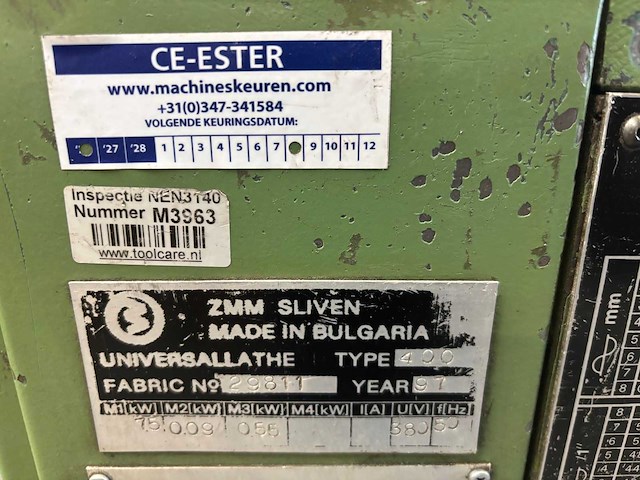 CE-ESTER
www.machineskeuren.com
+31(0)347-341584
VOLGENDE KEURINGSDATUM:
'27 '28 1 2 3 4 5 6 7 9 10 11 12
Inspectie NEN3140
Nummer M3963
www.toolcare.nl
ZMM SLIVEN
MADE IN BULGARIA
UNIVERSALLATHE TYPE 400
FABRIC No 29811 YEAR 97
M1(kW) M2(kW) M3(kW) M4(kW) I(A) U(V) f(Hz)
7.5 0.09 0.55 380 50
mm
1"